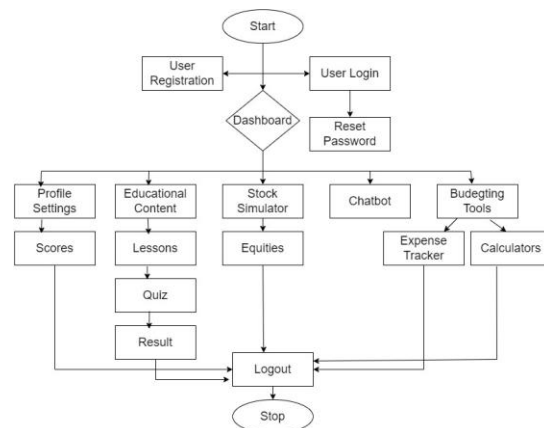 Start
User
Registration
User Login
Dashboard
Reset
Password
Profile
Settings
Educational
Content
Stock
Simulator
Chatbot
Budegting
Tools
Scores
Lessons
Equities
Expense
Tracker
Calculators
Quiz
Result
Logout
Stop